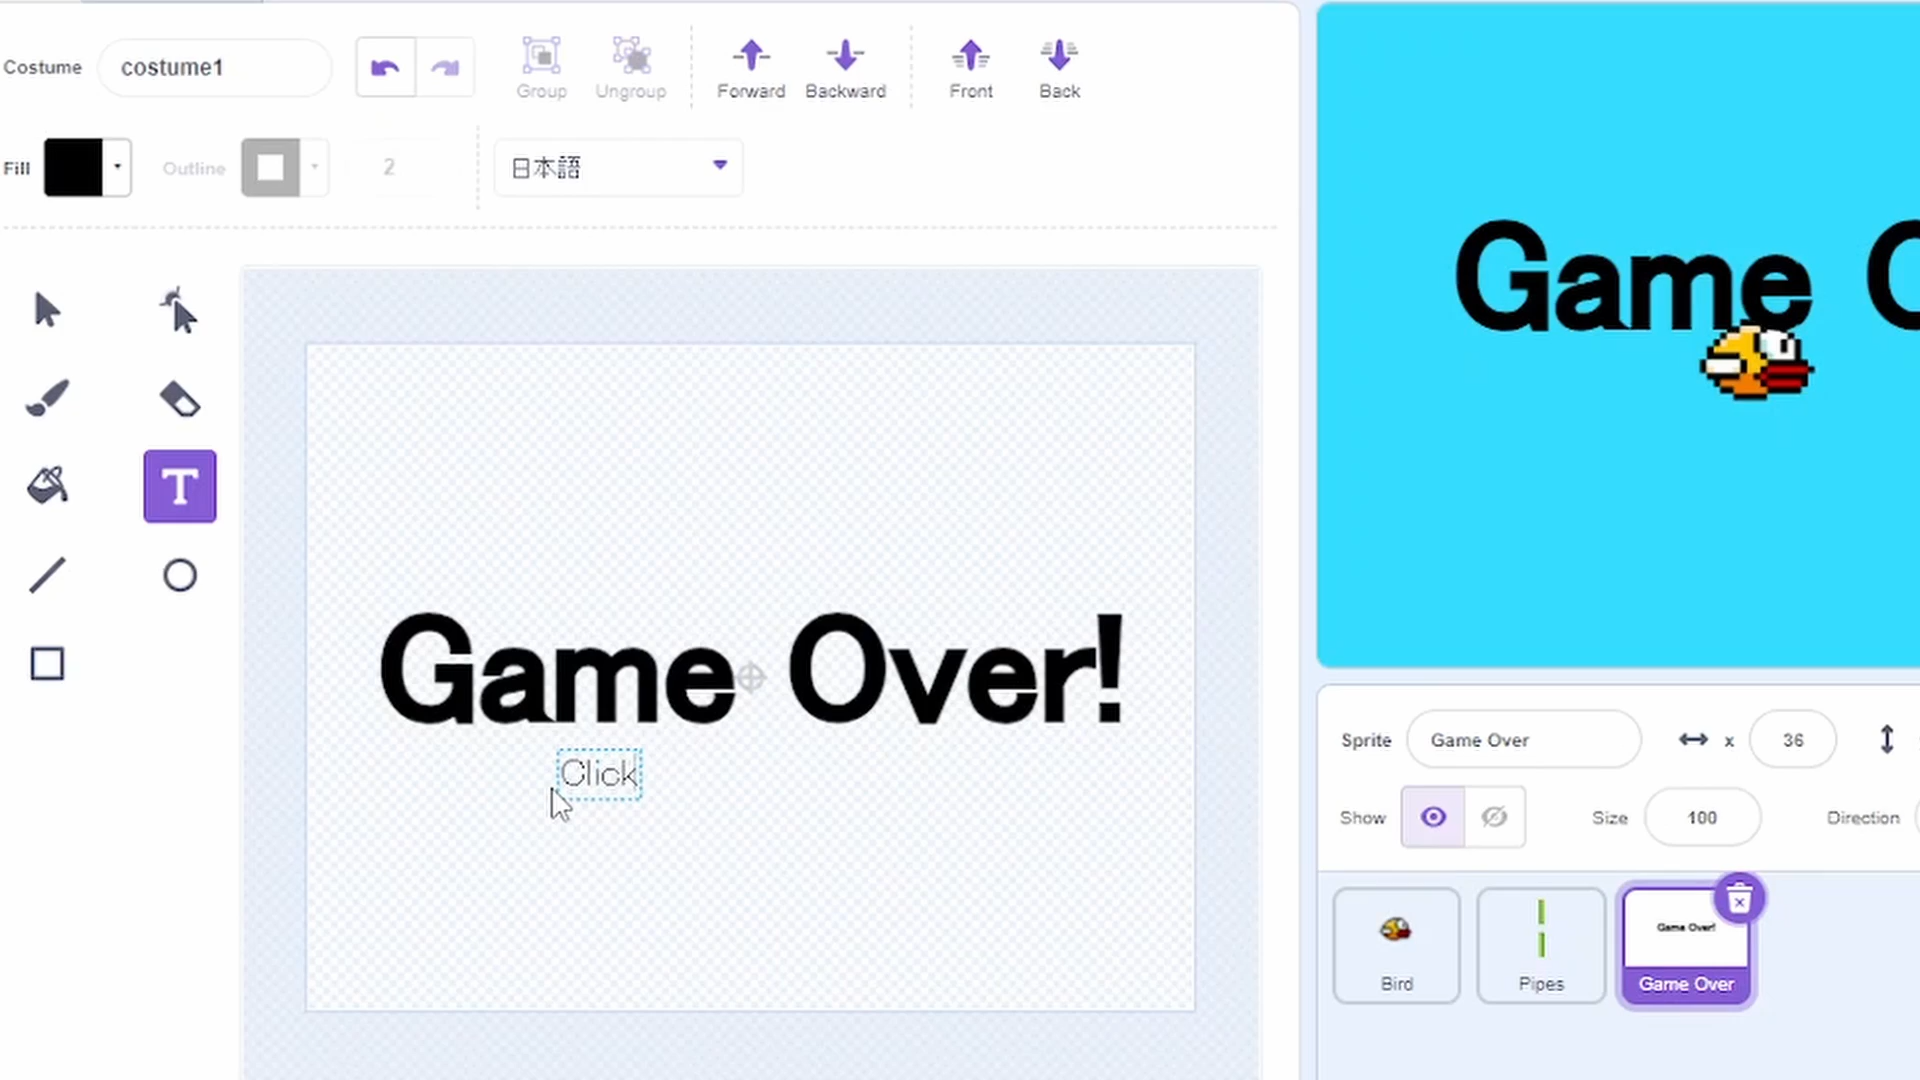 Costume
costume1
Group
Ungroup
Forward
Backward
Front
Back
Fill
Outline
2
日本語
T
Game Over!
Click
Game O
Sprite
Game Over
x
36
Show
Size
100
Direction
Bird
Pipes
Game Over!
Game Over